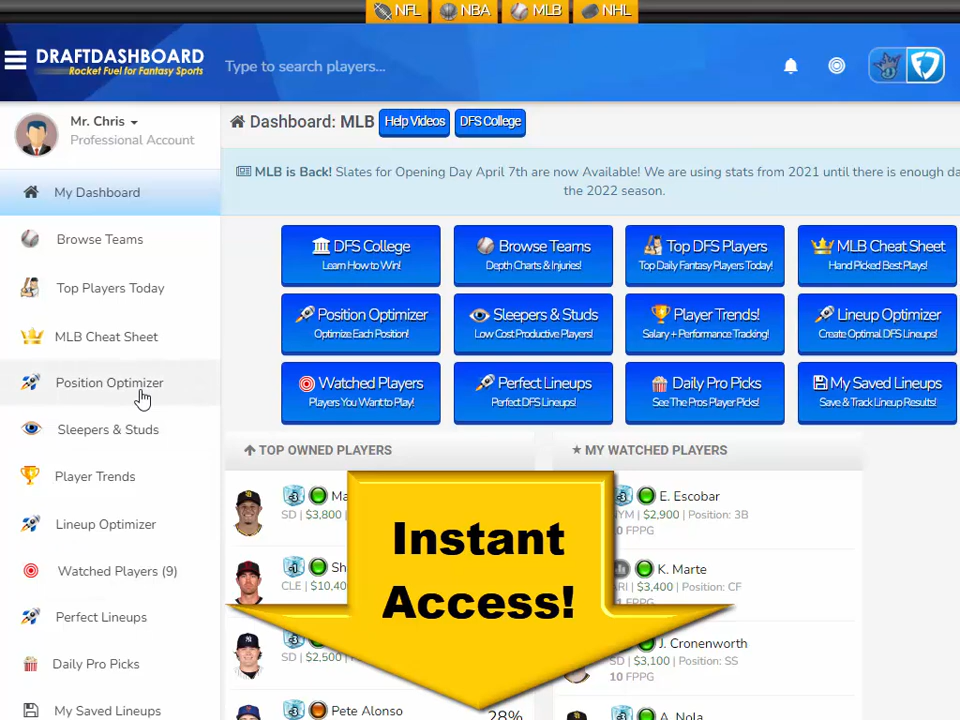 NFL NBA MLB NHL
DRAFTDASHBOARD
Rocket Fuel for Fantasy Sports
Type to search players...
Mr. Chris
Professional Account
My Dashboard
Browse Teams
Top Players Today
MLB Cheat Sheet
Position Optimizer
Sleepers & Studs
Player Trends
Lineup Optimizer
Watched Players (9)
Perfect Lineups
Daily Pro Picks
My Saved Lineups
Dashboard: MLB Help Videos DFS College
MLB is Back! Slates for Opening Day April 7th are now Available! We are using stats from 2021 until there is enough da
the 2022 season.
DFS College
Learn How to Win!
Browse Teams
Depth Charts & Injuries!
Top DFS Players
Top Daily Fantasy Players Today!
MLB Cheat Sheet
Hand Picked Best Plays!
Position Optimizer
Optimize Each Position!
Sleepers & Studs
Low Cost Productive Players!
Player Trends!
Salary + Performance Tracking!
Lineup Optimizer
Create Optimal DFS Lineups!
Watched Players
Players You Want to Play!
Perfect Lineups
Perfect DFS Lineups!
Daily Pro Picks
See The Pros Player Picks!
My Saved Lineups
Save & Track Lineup Results!
TOP OWNED PLAYERS
Ma
SD | $3,800 |
Sh
CLE | $10,40
SD | $2,500 |
Pete Alonso
28%
Instant
Access!
MY WATCHED PLAYERS
E. Escobar
NYM | $2,900 | Position: 3B
0 FPPG
K. Marte
ARI | $3,400 | Position: CF
FPPG
J. Cronenworth
SD | $3,100 | Position: SS
10 FPPG
A. Nola